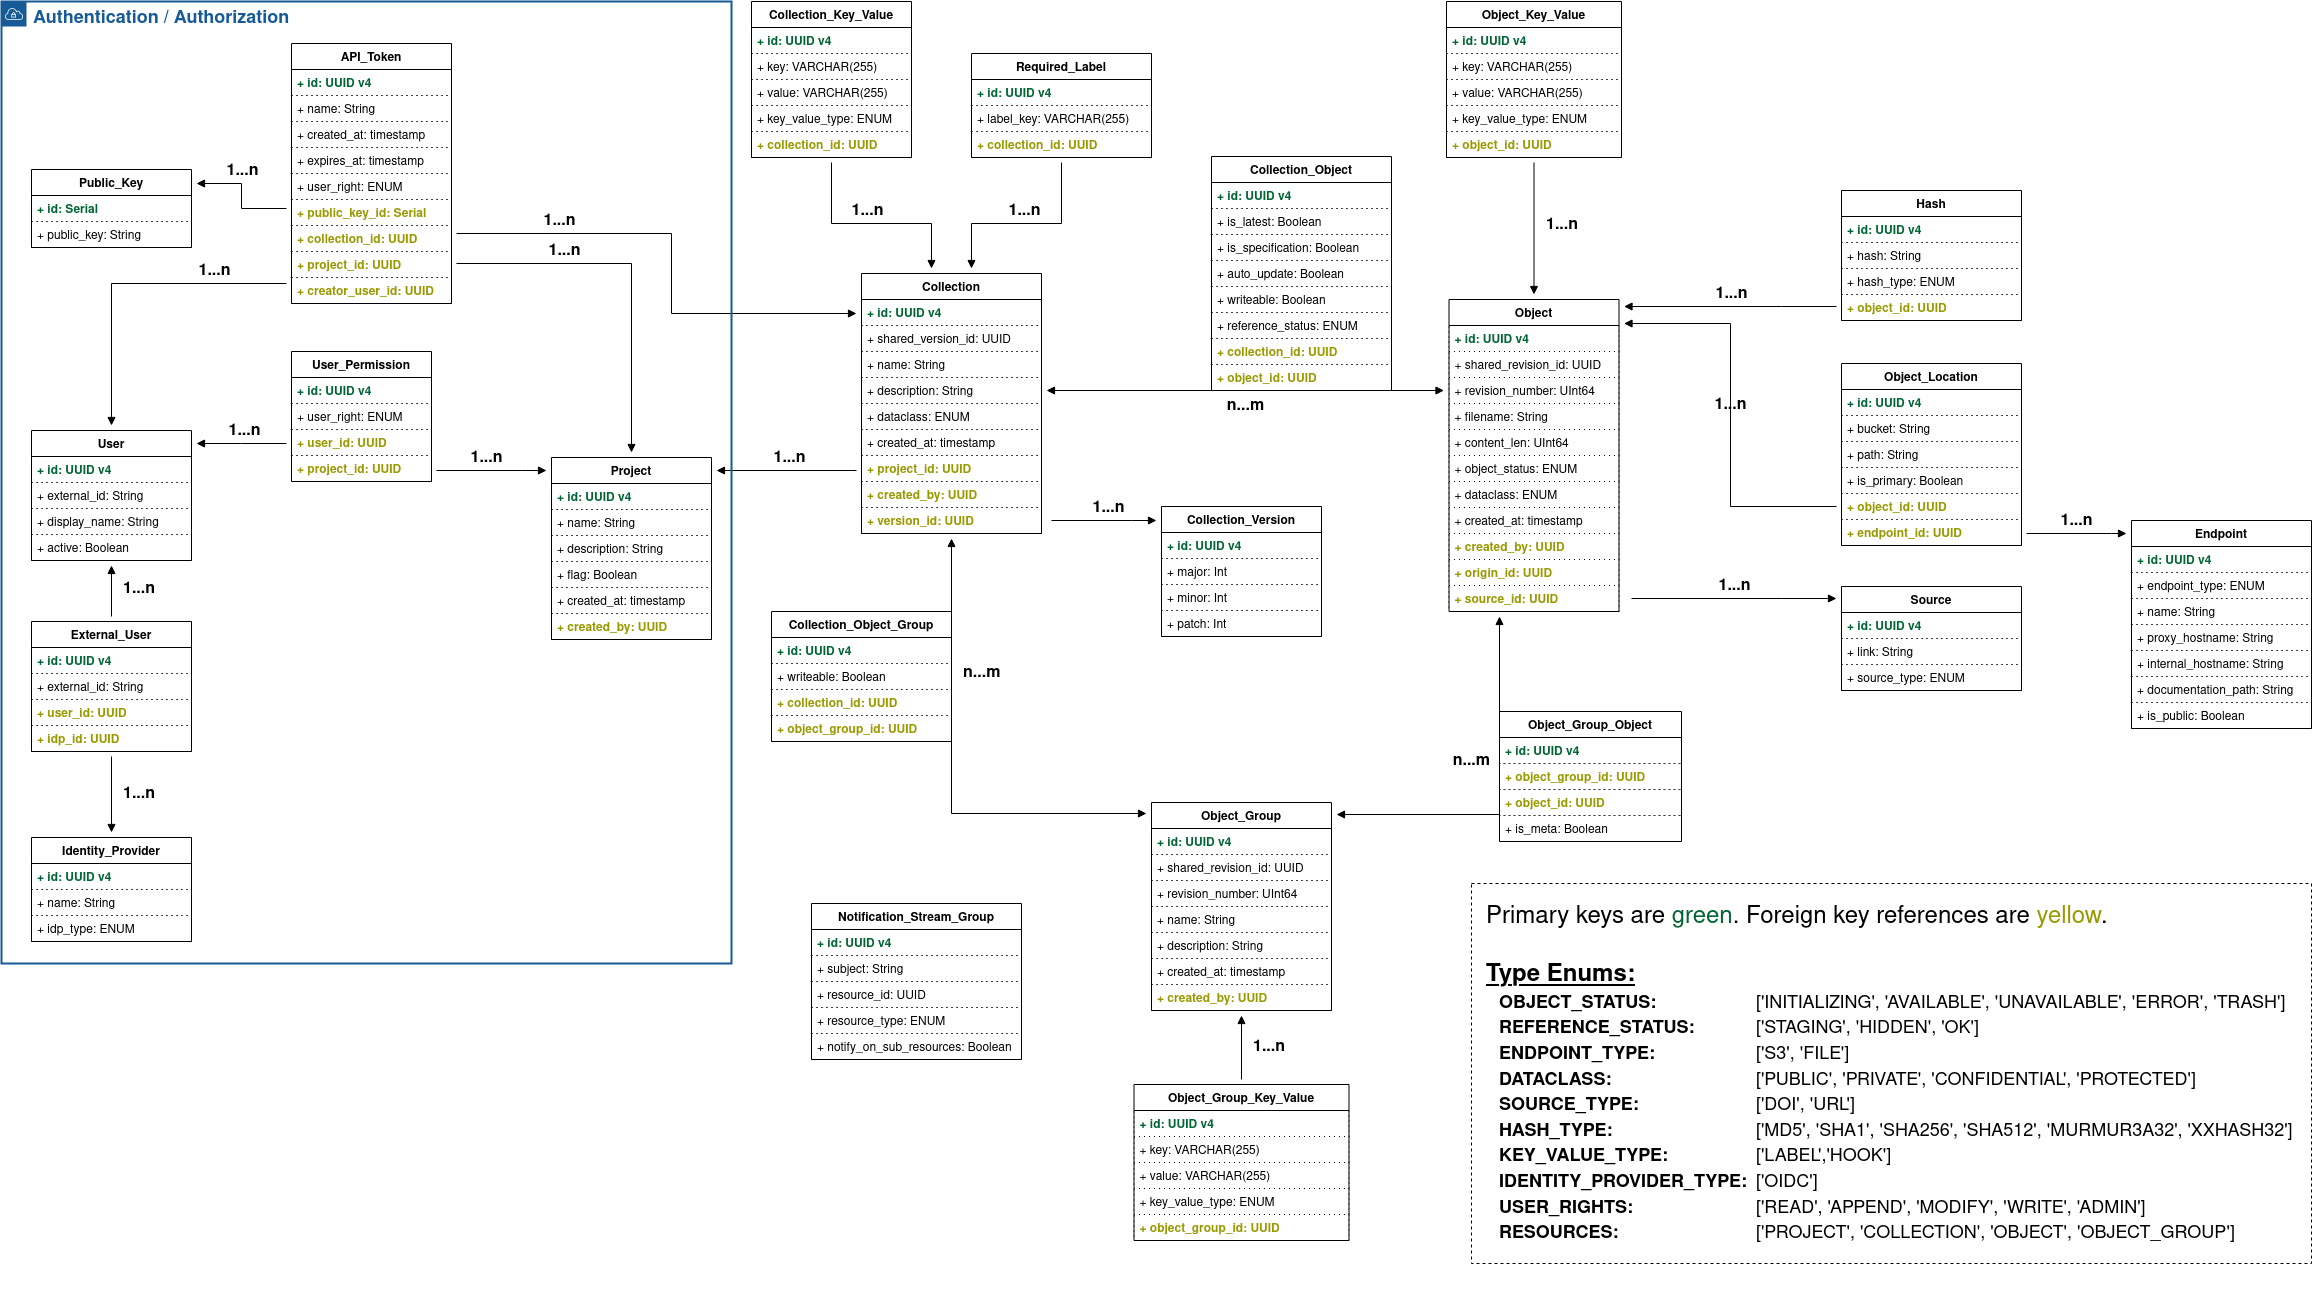 Authentication / Authorization
API_Token
+ id: UUID v4
+ name: String
+ created_at: timestamp
+ expires_at: timestamp
+ user_right: ENUM
+ public_key_id: Serial
+ collection_id: UUID
+ project_id: UUID
+ creator_user_id: UUID
1...n
Public_Key
+ id: Serial
+ public_key: String
1...n
1...n
1...n
User_Permission
+ id: UUID v4
+ user_right: ENUM
+ user_id: UUID
+ project_id: UUID
1...n
1...n
User
+ id: UUID v4
+ external_id: String
+ display_name: String
+ active: Boolean
1...n
Project
+ id: UUID v4
+ name: String
+ description: String
+ flag: Boolean
+ created_at: timestamp
+ created_by: UUID
External_User
+ id: UUID v4
+ external_id: String
+ user_id: UUID
+ idp_id: UUID
1...n
Identity_Provider
+ id: UUID v4
+ name: String
+ idp_type: ENUM
Collection_Key_Value
+ id: UUID v4
+ key: VARCHAR(255)
+ value: VARCHAR(255)
+ key_value_type: ENUM
+ collection_id: UUID
1...n
Required_Label
+ id: UUID v4
+ label_key: VARCHAR(255)
+ collection_id: UUID
1...n
Collection
+ id: UUID v4
+ shared_version_id: UUID
+ name: String
+ description: String
+ dataclass: ENUM
+ created_at: timestamp
+ project_id: UUID
+ created_by: UUID
+ version_id: UUID
1...n
1...n
Collection_Version
+ id: UUID v4
+ major: Int
+ minor: Int
+ patch: Int
Collection_Object
+ id: UUID v4
+ is_latest: Boolean
+ is_specification: Boolean
+ auto_update: Boolean
+ writeable: Boolean
+ reference_status: ENUM
+ collection_id: UUID
+ object_id: UUID
n...m
Object_Key_Value
+ id: UUID v4
+ key: VARCHAR(255)
+ value: VARCHAR(255)
+ key_value_type: ENUM
+ object_id: UUID
1...n
Object
+ id: UUID v4
+ shared_revision_id: UUID
+ revision_number: UInt64
+ filename: String
+ content_len: UInt64
+ object_status: ENUM
+ dataclass: ENUM
+ created_at: timestamp
+ created_by: UUID
+ origin_id: UUID
+ source_id: UUID
Hash
+ id: UUID v4
+ hash: String
+ hash_type: ENUM
+ object_id: UUID
1...n
Object_Location
+ id: UUID v4
+ bucket: String
+ path: String
+ is_primary: Boolean
+ object_id: UUID
+ endpoint_id: UUID
1...n
1...n
Endpoint
+ id: UUID v4
+ endpoint_type: ENUM
+ name: String
+ proxy_hostname: String
+ internal_hostname: String
+ documentation_path: String
+ is_public: Boolean
1...n
Source
+ id: UUID v4
+ link: String
+ source_type: ENUM
Collection_Object_Group
+ id: UUID v4
+ writeable: Boolean
+ collection_id: UUID
+ object_group_id: UUID
n...m
Object_Group_Object
+ id: UUID v4
+ object_group_id: UUID
+ object_id: UUID
+ is_meta: Boolean
n...m
Object_Group
+ id: UUID v4
+ shared_revision_id: UUID
+ revision_number: UInt64
+ name: String
+ description: String
+ created_at: timestamp
+ created_by: UUID
1...n
Notification_Stream_Group
+ id: UUID v4
+ subject: String
+ resource_id: UUID
+ resource_type: ENUM
+ notify_on_sub_resources: Boolean
Object_Group_Key_Value
+ id: UUID v4
+ key: VARCHAR(255)
+ value: VARCHAR(255)
+ key_value_type: ENUM
+ object_group_id: UUID
Primary keys are green. Foreign key references are yellow.
Type Enums:
OBJECT_STATUS: ['INITIALIZING', 'AVAILABLE', 'UNAVAILABLE', 'ERROR', 'TRASH']
REFERENCE_STATUS: ['STAGING', 'HIDDEN', 'OK']
ENDPOINT_TYPE: ['S3', 'FILE']
DATACLASS: ['PUBLIC', 'PRIVATE', 'CONFIDENTIAL', 'PROTECTED']
SOURCE_TYPE: ['DOI', 'URL']
HASH_TYPE: ['MD5', 'SHA1', 'SHA256', 'SHA512', 'MURMUR3A32', 'XXHASH32']
KEY_VALUE_TYPE: ['LABEL','HOOK']
IDENTITY_PROVIDER_TYPE: ['OIDC']
USER_RIGHTS: ['READ', 'APPEND', 'MODIFY', 'WRITE', 'ADMIN']
RESOURCES: ['PROJECT', 'COLLECTION', 'OBJECT', 'OBJECT_GROUP']